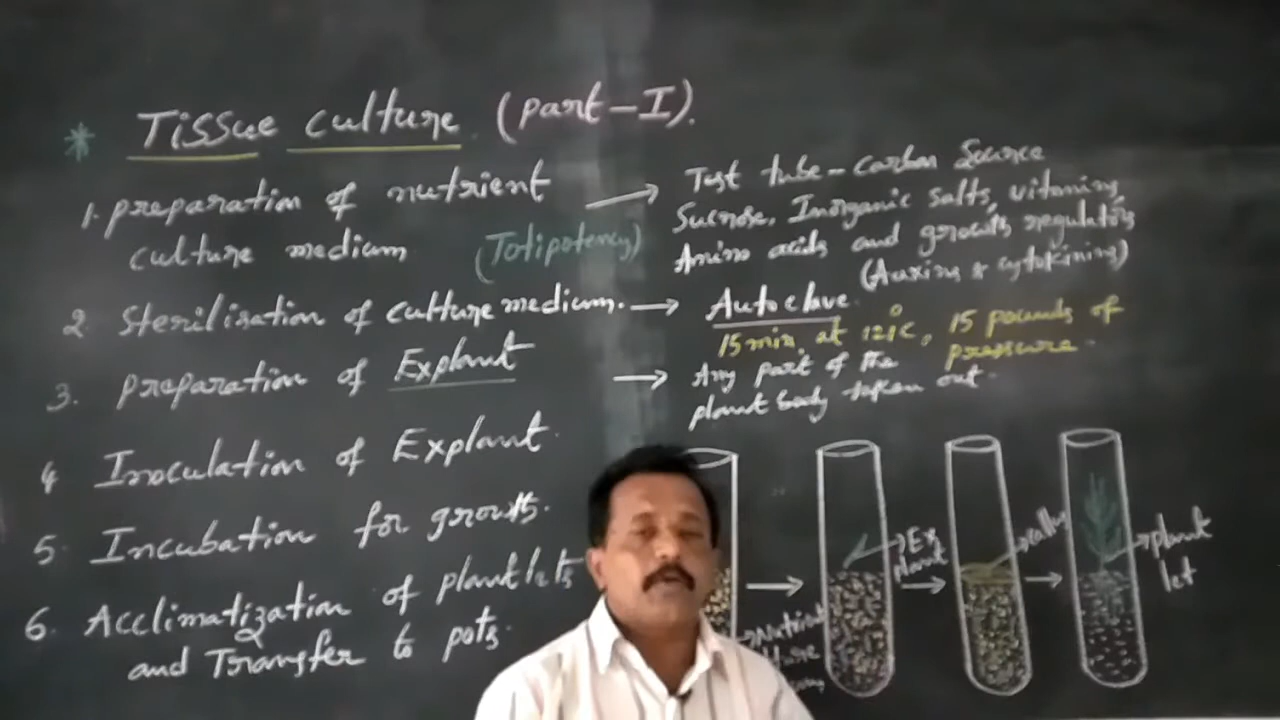 * Tissue culture (part-I).
1. preparation of nutrient
culture medium (Totipotency)
Test tube - Carbon Source
Sucrose, Inorganic salts, vitamins,
Amino acids and growth regulators
(Auxins & cytokinins)
2. Sterilisation of culture medium.
Autoclave.
15 min. at 121°C, 15 pounds of
pressure.
3. preparation of Explant
Any part of the
plant body taken out.
4 Inoculation of Explant.
5. Incubation for growth.
6. Acclimatization of plantlets
and Transfer to pots.
Nutrient
Ex
plant
callus
plant
let